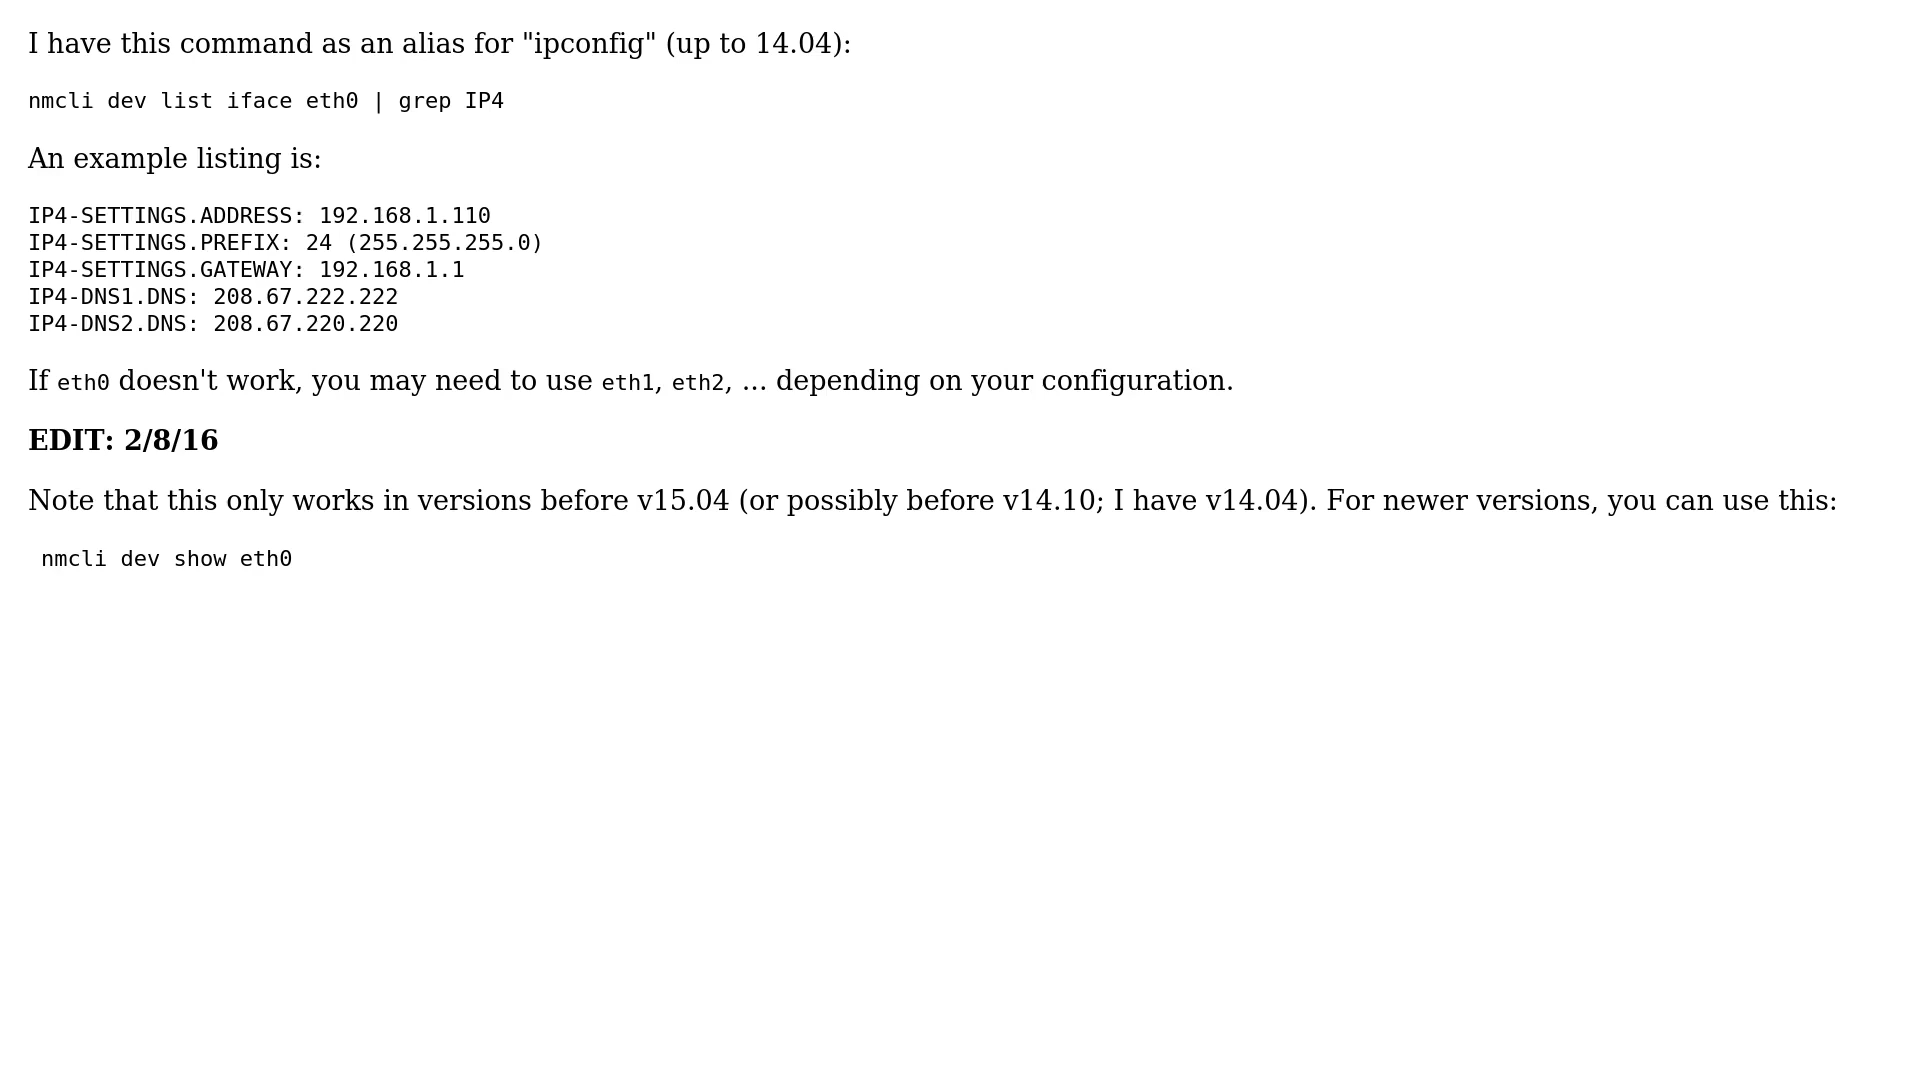 I have this command as an alias for "ipconfig" (up to 14.04):
nmcli dev list iface eth0 | grep IP4
An example listing is:
IP4-SETTINGS.ADDRESS: 192.168.1.110
IP4-SETTINGS.PREFIX: 24 (255.255.255.0)
IP4-SETTINGS.GATEWAY: 192.168.1.1
IP4-DNS1.DNS: 208.67.222.222
IP4-DNS2.DNS: 208.67.220.220
If eth0 doesn't work, you may need to use eth1, eth2, ... depending on your configuration.
EDIT: 2/8/16
Note that this only works in versions before v15.04 (or possibly before v14.10; I have v14.04). For newer versions, you can use this:
nmcli dev show eth0